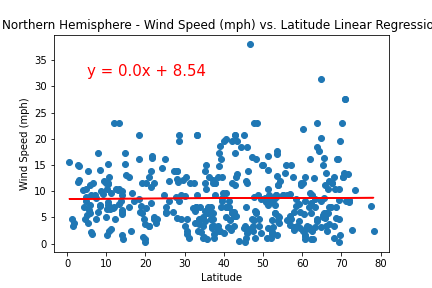 Northern Hemisphere - Wind Speed (mph) vs. Latitude Linear Regressio
y = 0.0x + 8.54
Wind Speed (mph)
35
30
25
20
15
10
5
0
0 10 20 30 40 50 60 70 80
Latitude